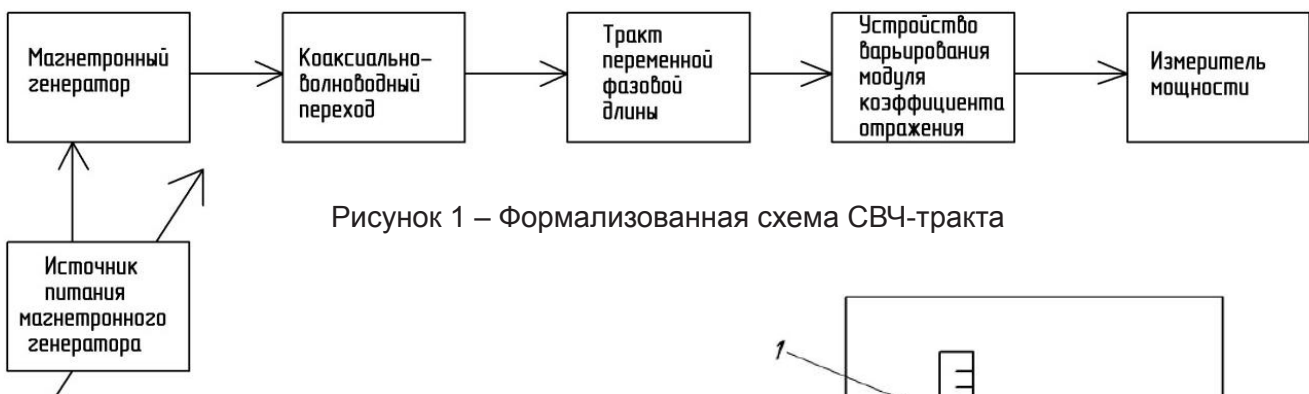 Магнетронный
генератор
Коаксиально-
волноводный
переход
Тракт
переменной
фазовой
длины
Устройство
варьирования
модуля
коэффициента
отражения
Измеритель
мощности
Рисунок 1 – Формализованная схема СВЧ-тракта
Источник
питания
магнетронного
генератора
1